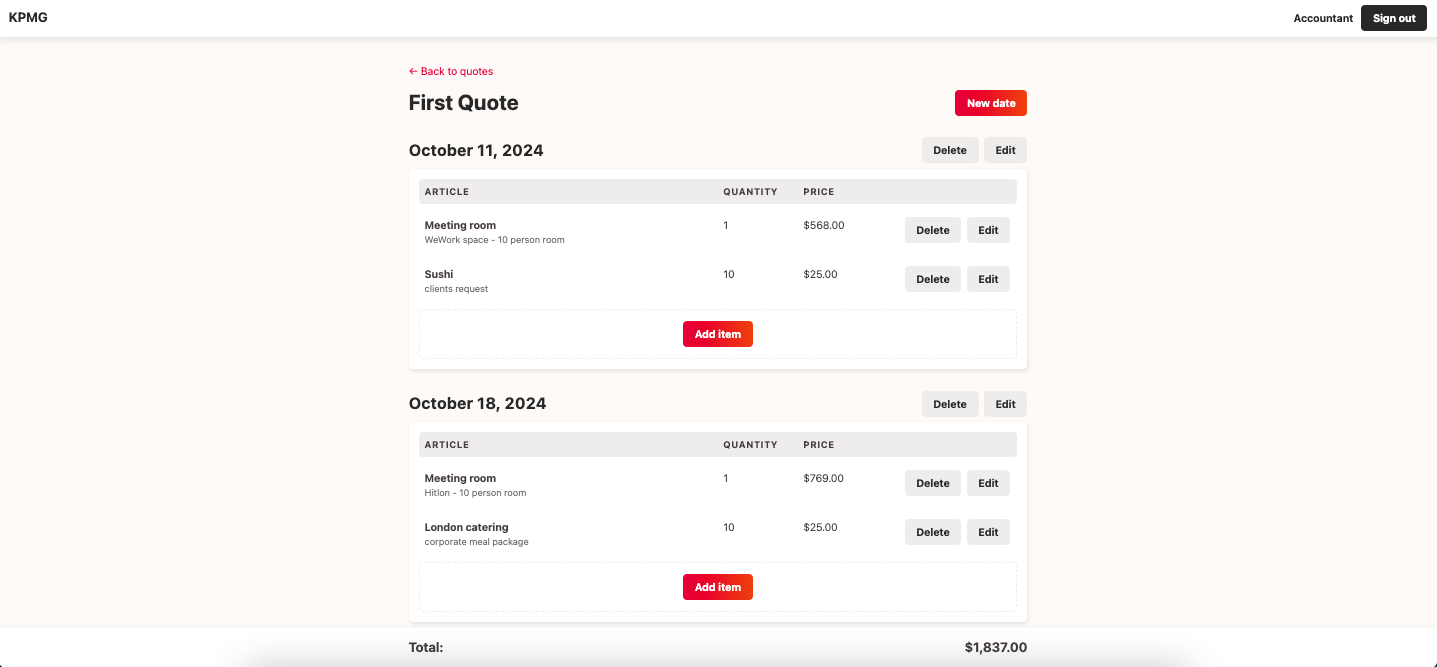 KPMG
Accountant Sign out
← Back to quotes
First Quote New date
October 11, 2024 Delete Edit
ARTICLE QUANTITY PRICE
Meeting room 1 $568.00 Delete Edit
WeWork space - 10 person room
Sushi 10 $25.00 Delete Edit
clients request
Add item
October 18, 2024 Delete Edit
ARTICLE QUANTITY PRICE
Meeting room 1 $769.00 Delete Edit
Hitlon - 10 person room
London catering 10 $25.00 Delete Edit
corporate meal package
Add item
Total: $1,837.00